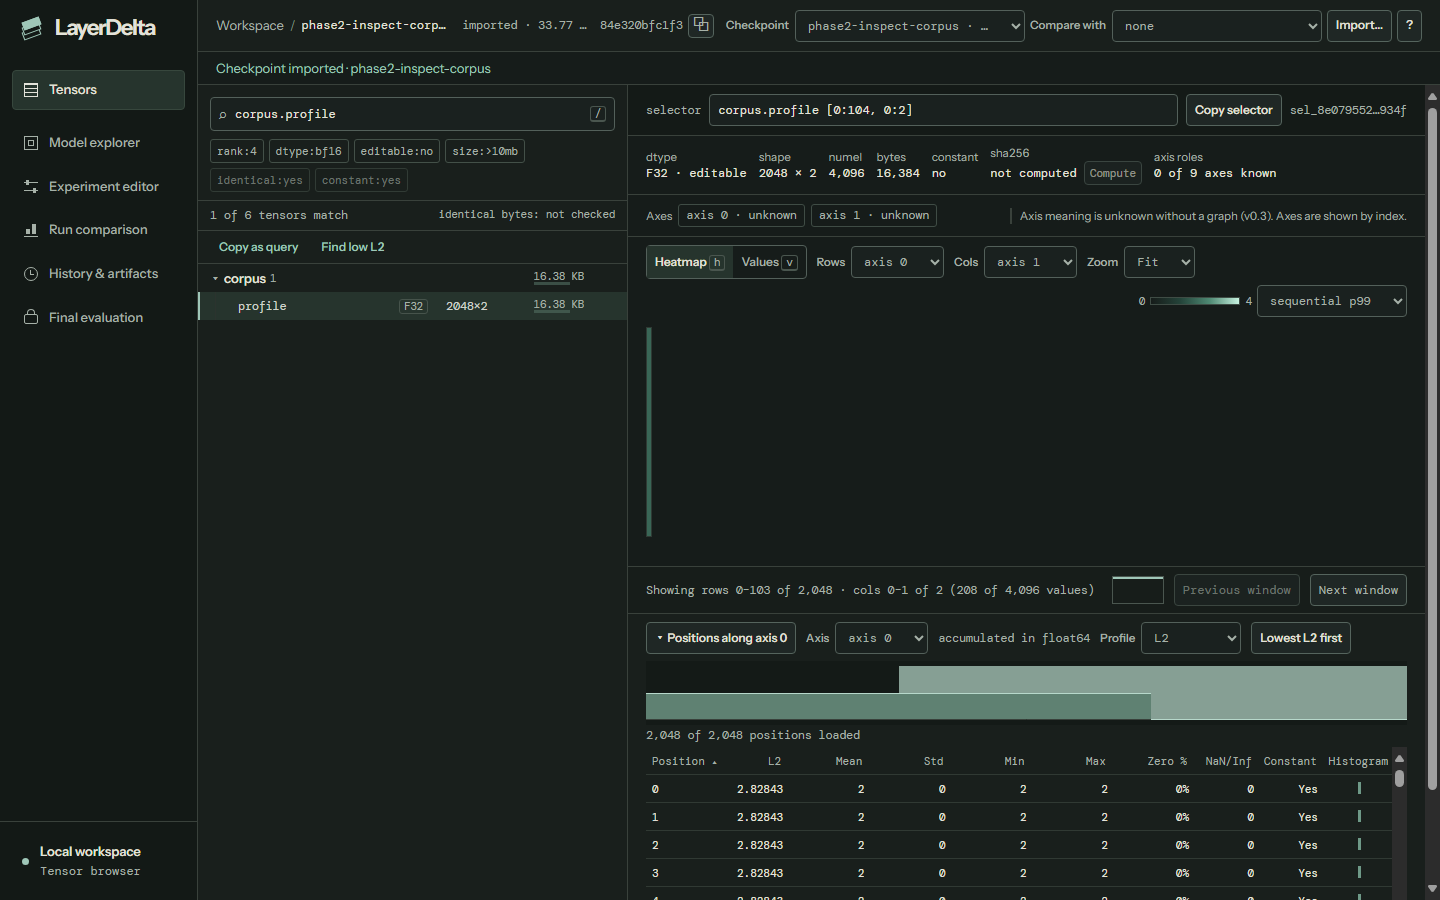 LayerDelta
Workspace / phase2-inspect-corp… imported · 33.77 … 84e320bfc1f3 Checkpoint phase2-inspect-corpus · … Compare with none Import… ?
Checkpoint imported · phase2-inspect-corpus
Tensors
Model explorer
Experiment editor
Run comparison
History & artifacts
Final evaluation
Local workspace
Tensor browser
corpus.profile /
rank:4 dtype:bf16 editable:no size:>10mb
identical:yes constant:yes
1 of 6 tensors match identical bytes: not checked
Copy as query Find low L2
corpus 1 16.38 KB
profile F32 2048×2 16.38 KB
selector corpus.profile [0:104, 0:2] Copy selector sel_8e079552…934f
dtype shape numel bytes constant sha256 axis roles
F32 · editable 2048 × 2 4,096 16,384 no not computed Compute 0 of 9 axes known
Axes axis 0 · unknown axis 1 · unknown Axis meaning is unknown without a graph (v0.3). Axes are shown by index.
Heatmap h Values v Rows axis 0 Cols axis 1 Zoom Fit
0 4 sequential p99
Showing rows 0–103 of 2,048 · cols 0–1 of 2 (208 of 4,096 values) Previous window Next window
Positions along axis 0 Axis axis 0 accumulated in float64 Profile L2 Lowest L2 first
2,048 of 2,048 positions loaded
Position L2 Mean Std Min Max Zero % NaN/Inf Constant Histogram
0 2.82843 2 0 2 2 0% 0 Yes
1 2.82843 2 0 2 2 0% 0 Yes
2 2.82843 2 0 2 2 0% 0 Yes
3 2.82843 2 0 2 2 0% 0 Yes